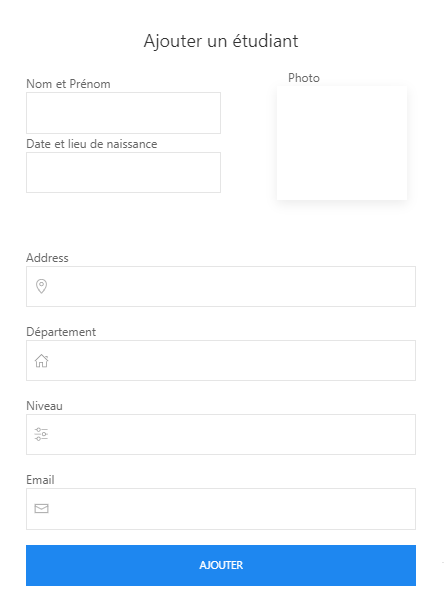 Ajouter un étudiant
Nom et Prénom
Photo
Date et lieu de naissance
Address
Département
Niveau
Email
AJOUTER